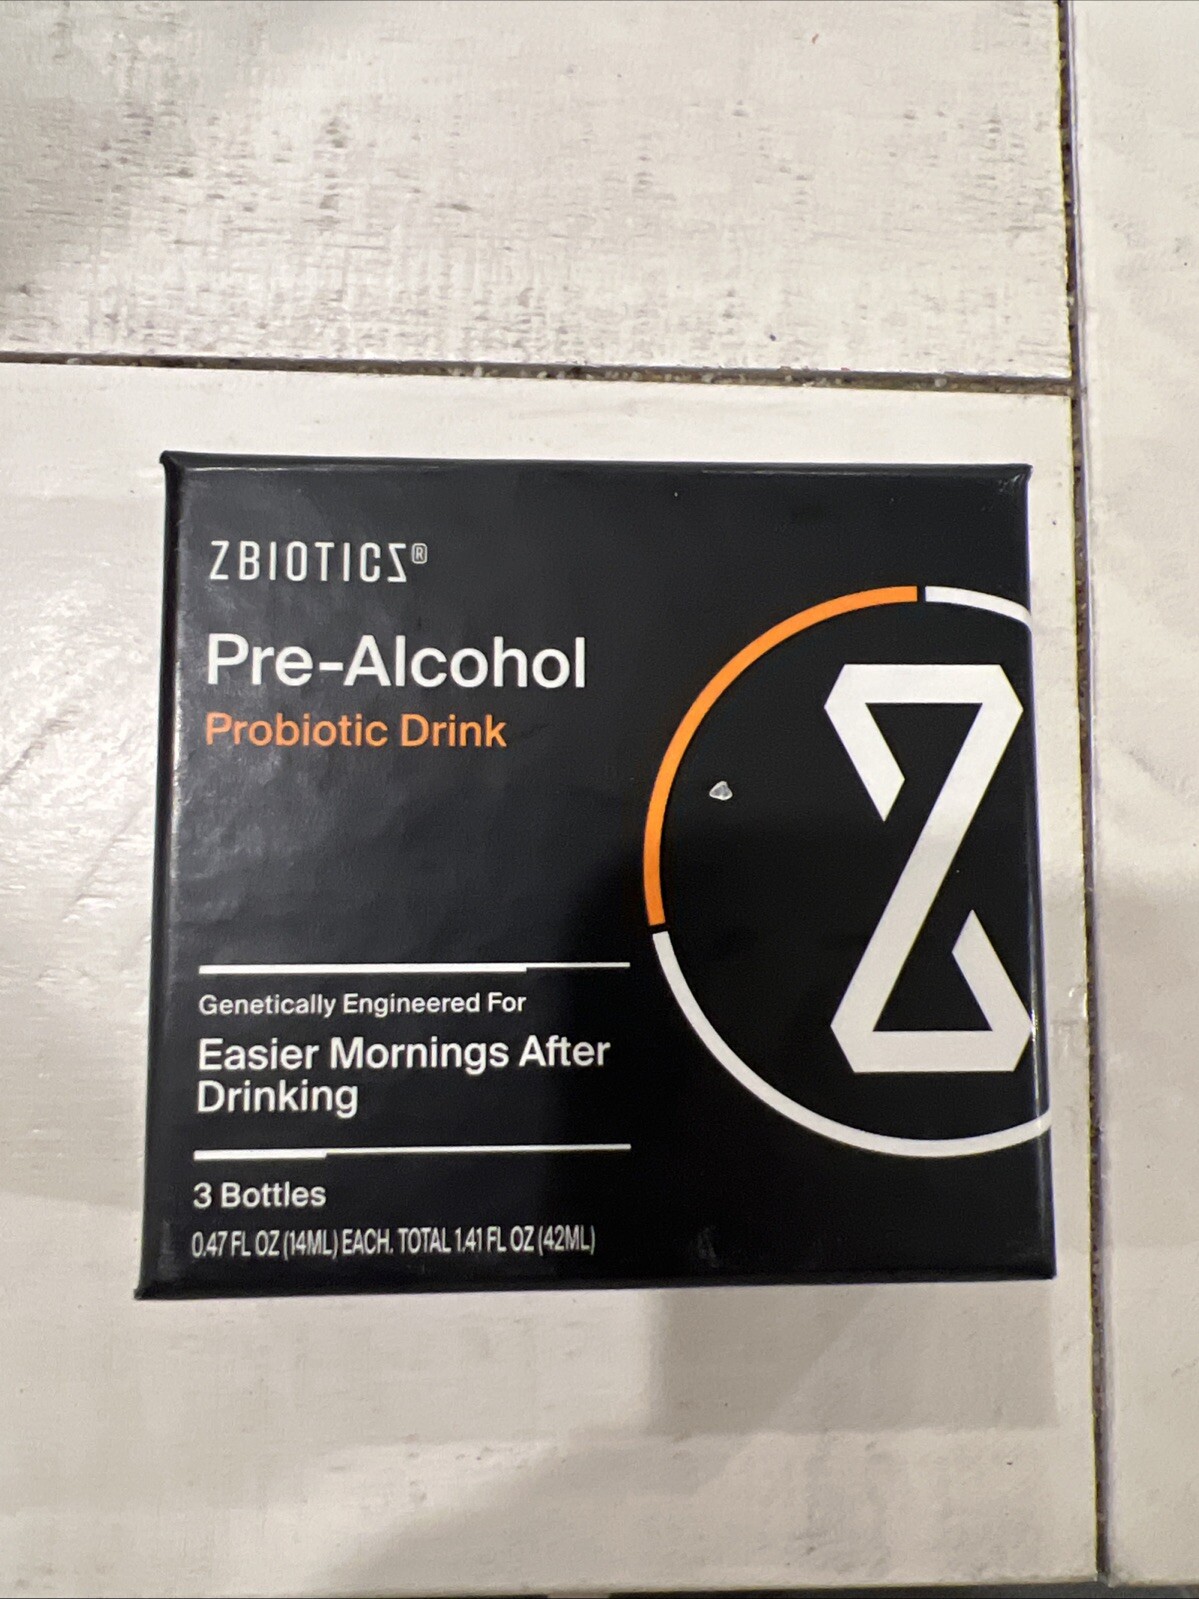 ZBIOTICS®
Pre-Alcohol
Probiotic Drink
Genetically Engineered For
Easier Mornings After
Drinking
3 Bottles
0.47 FL OZ (14ML) EACH. TOTAL 1.41 FL OZ (42ML)